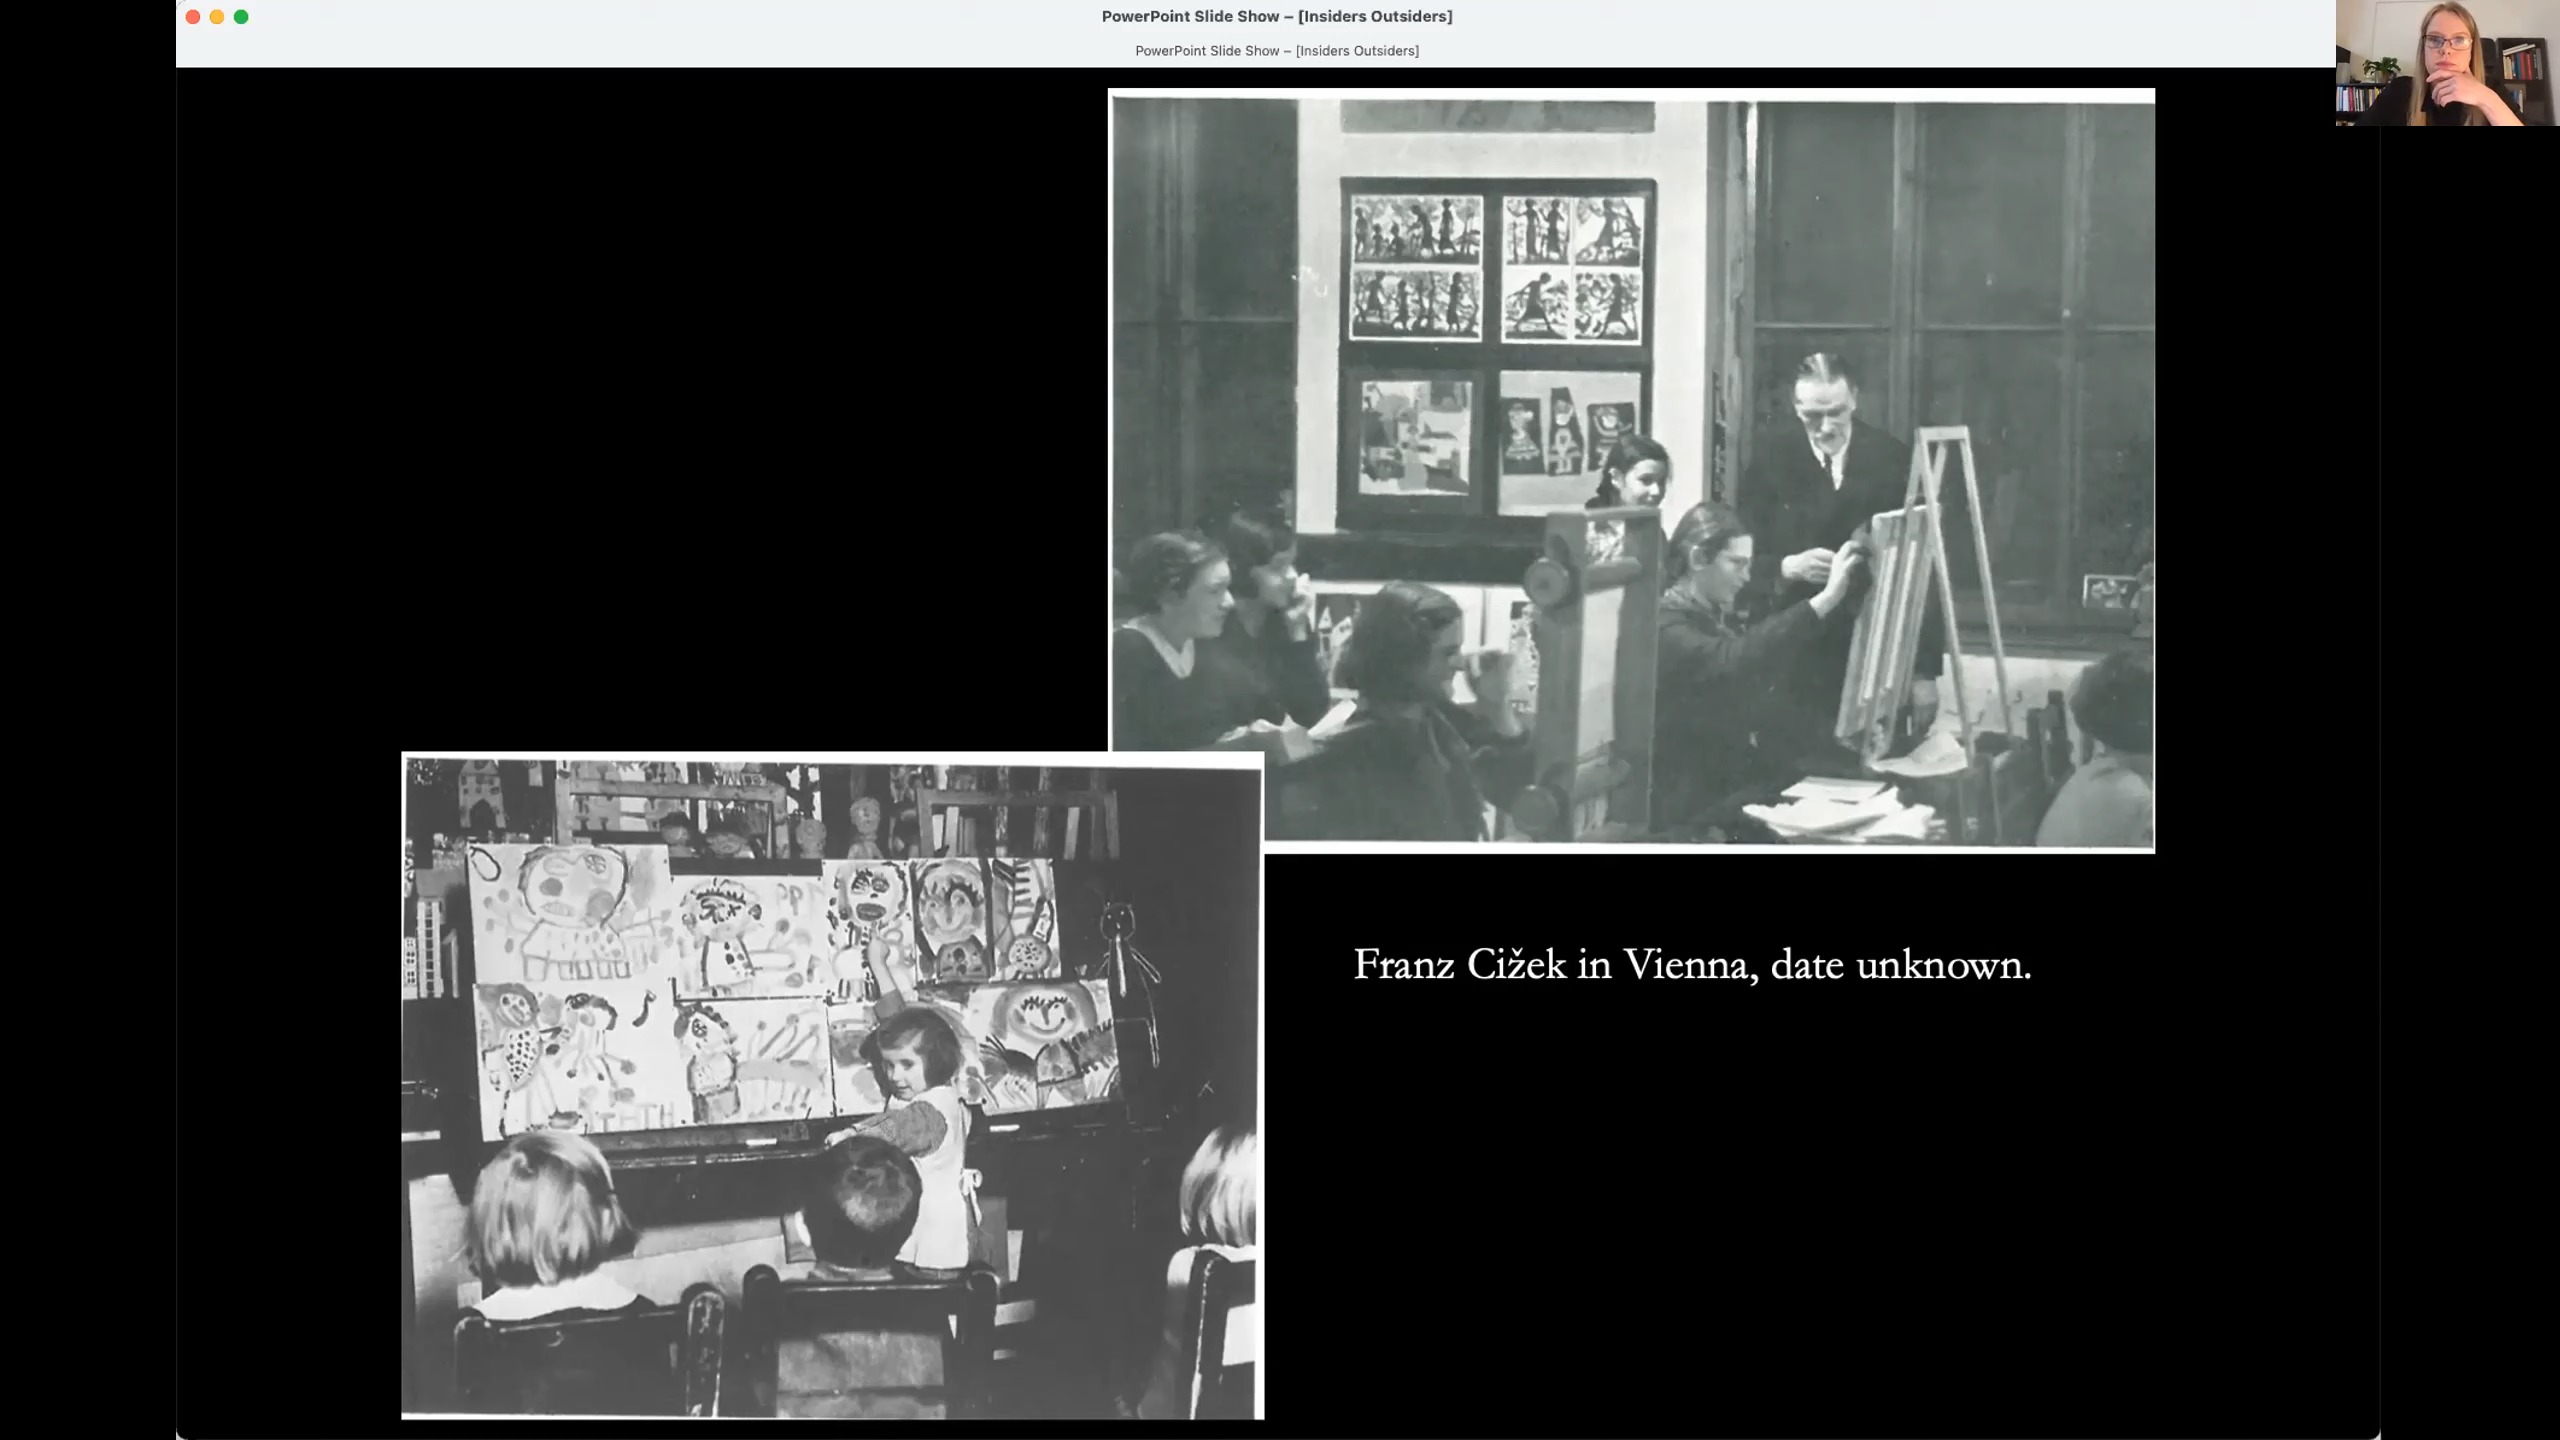 PowerPoint Slide Show – [Insiders Outsiders]
PowerPoint Slide Show – [Insiders Outsiders]
Franz Cižek in Vienna, date unknown.